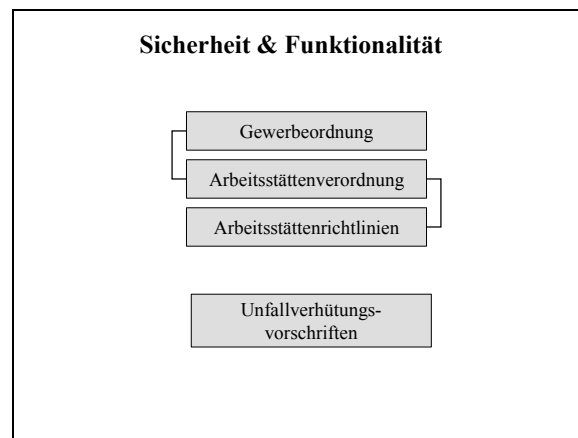 Sicherheit & Funktionalität
Gewerbeordnung
Arbeitsstättenverordnung
Arbeitsstättenrichtlinien
Unfallverhütungs-
vorschriften